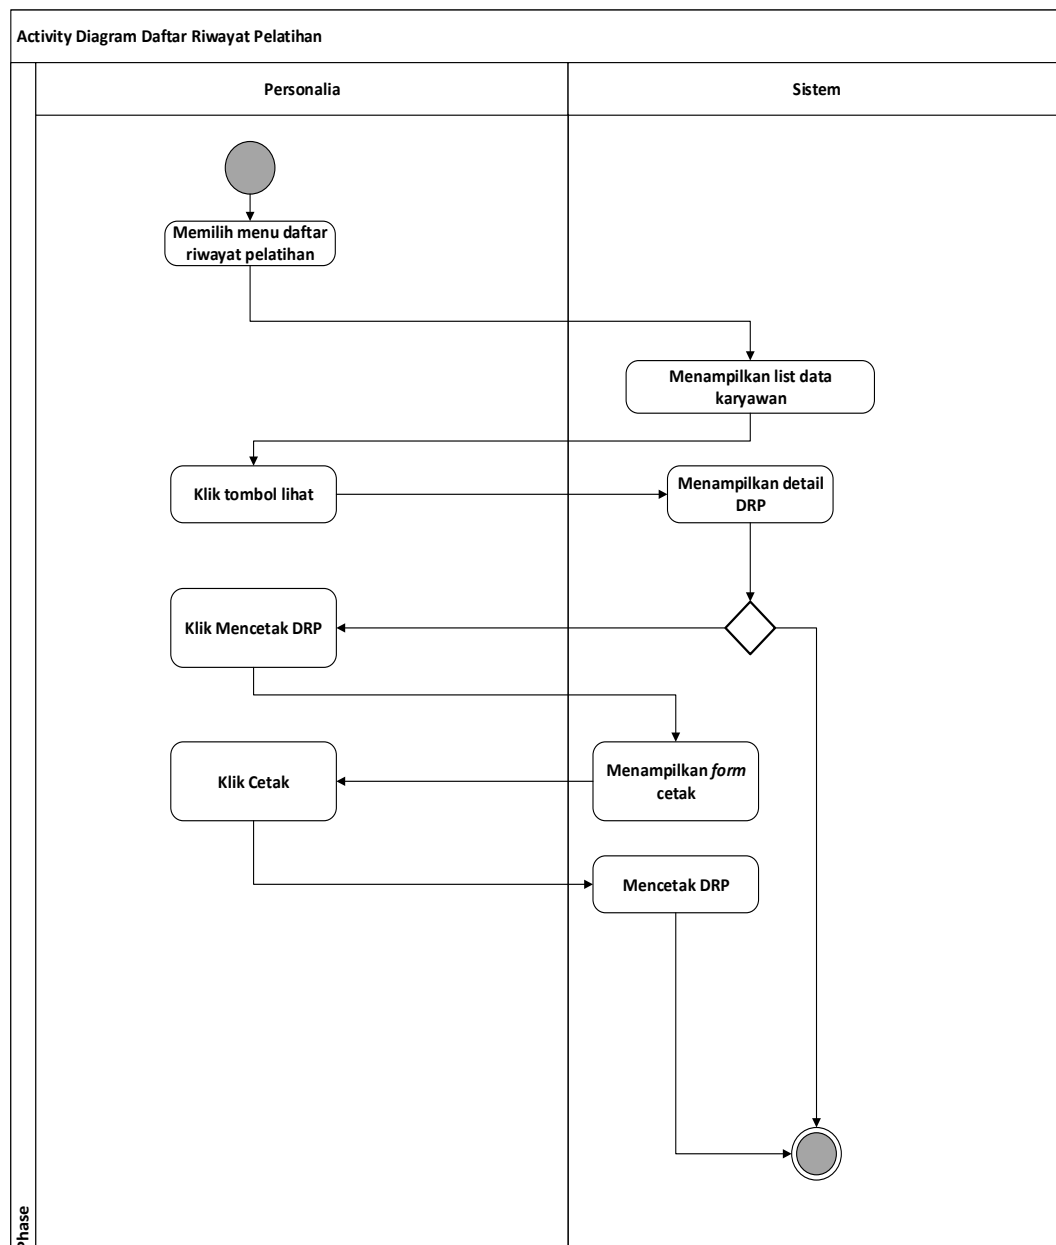 Activity Diagram Daftar Riwayat Pelatihan
Personalia
Sistem
Memilih menu daftar
riwayat pelatihan
Menampilkan list data
karyawan
Klik tombol lihat
Menampilkan detail
DRP
Klik Mencetak DRP
Menampilkan form
cetak
Klik Cetak
Mencetak DRP
Phase